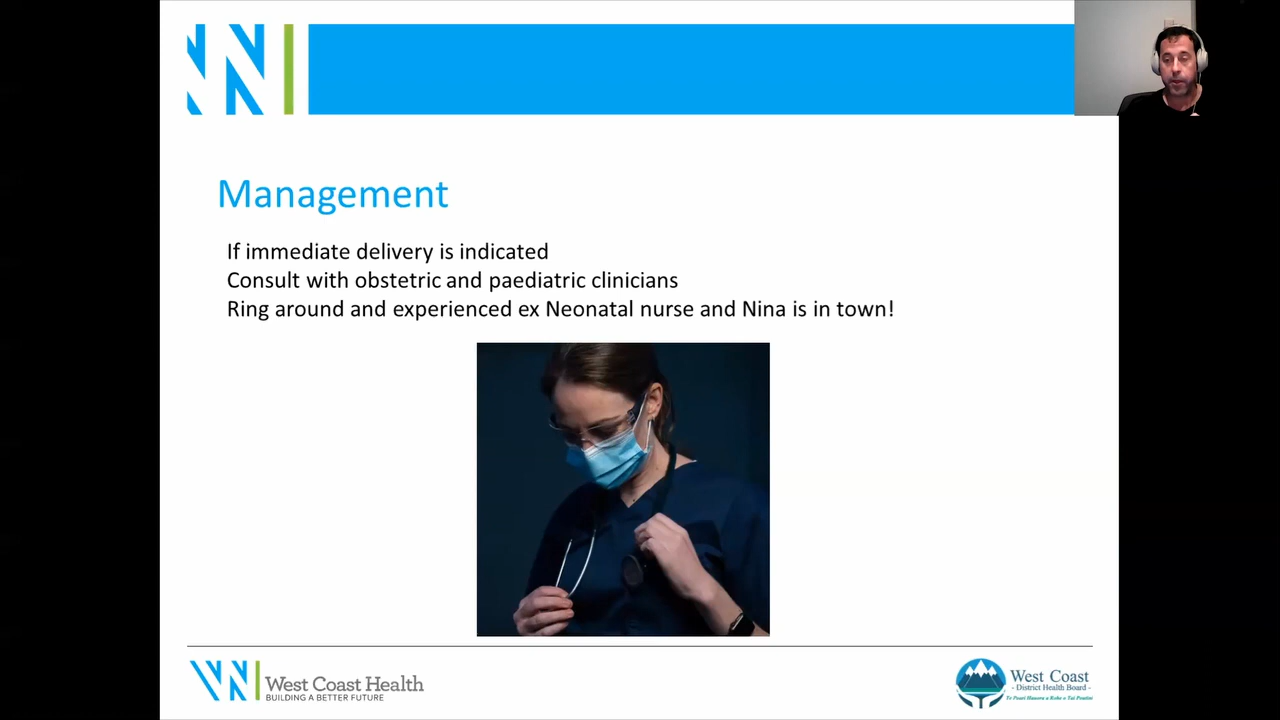 Management
If immediate delivery is indicated
Consult with obstetric and paediatric clinicians
Ring around and experienced ex Neonatal nurse and Nina is in town!
West Coast Health
BUILDING A BETTER FUTURE
West Coast
- District Health Board -
Te Poari Hauora a Rohe o Tai Poutini